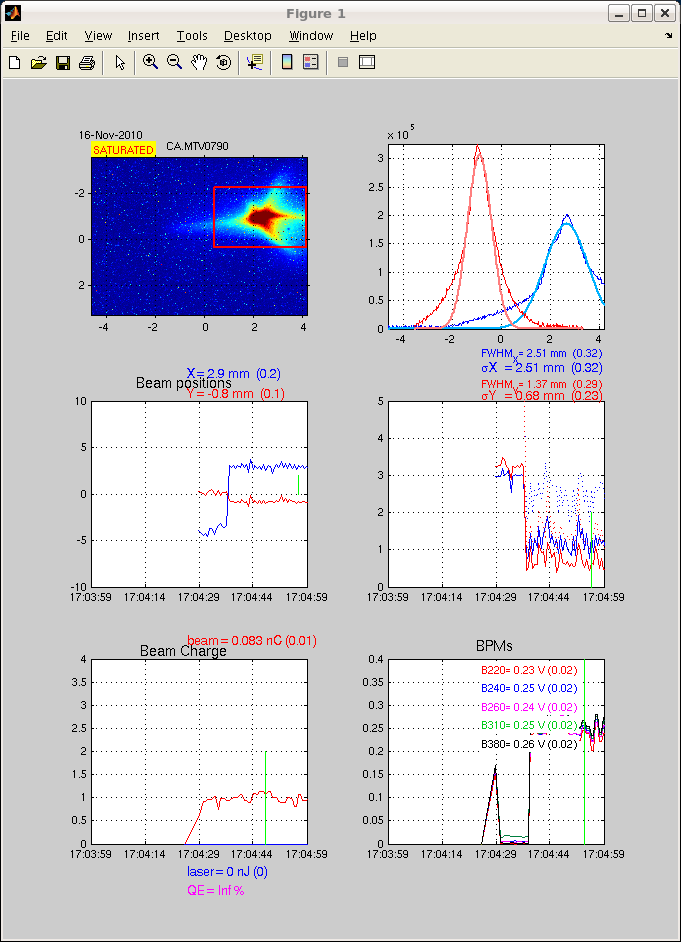 Figure 1
File Edit View Insert Tools Desktop Window Help
16-Nov-2010
SATURATED CA.MTV0790
-2
0
2
-4 -2 0 2 4
x 10^5
3
2.5
2
1.5
1
0.5
0
-4 -2 0 2 4
X = 2.9 mm (0.2)
Beam positions
Y = -0.8 mm (0.1)
10
5
0
-5
-10
17:03:59 17:04:14 17:04:29 17:04:44 17:04:59
FWHM_x = 2.51 mm (0.32)
σX = 2.51 mm (0.32)
FWHM_y = 1.37 mm (0.29)
σY = 0.68 mm (0.23)
5
4
3
2
1
0
17:03:59 17:04:14 17:04:29 17:04:44 17:04:59
beam = 0.083 nC (0.01)
Beam Charge
4
3.5
3
2.5
2
1.5
1
0.5
0
17:03:59 17:04:14 17:04:29 17:04:44 17:04:59
laser = 0 nJ (0)
QE = Inf %
BPMs
0.4
0.35
0.3
0.25
0.2
0.15
0.1
0.05
0
B220= 0.23 V (0.02)
B240= 0.25 V (0.02)
B260= 0.24 V (0.02)
B310= 0.25 V (0.02)
B380= 0.26 V (0.02)
17:03:59 17:04:14 17:04:29 17:04:44 17:04:59